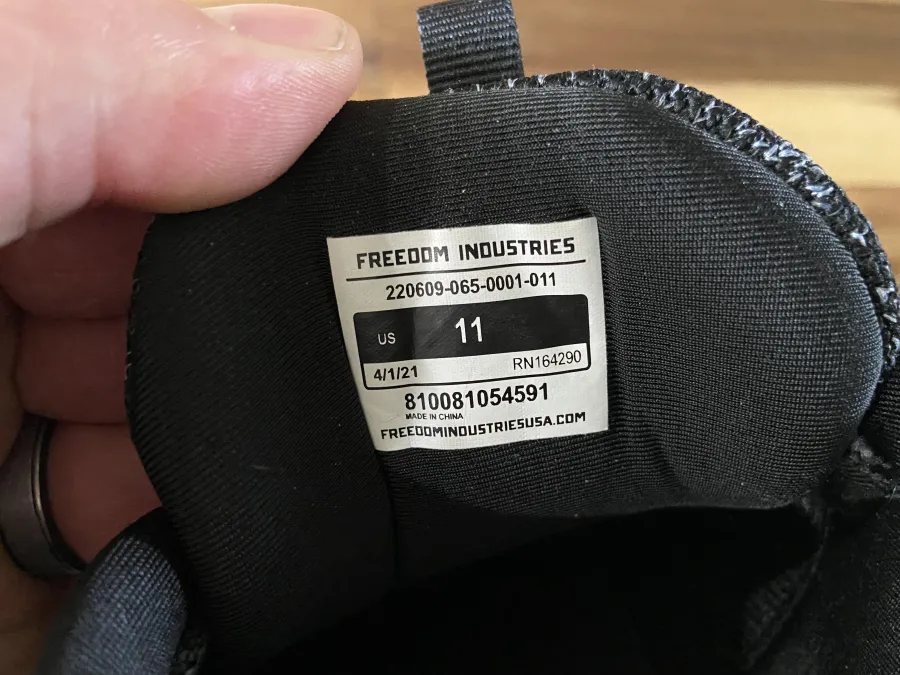 FREEDOM INDUSTRIES
220609-065-0001-011
US 11
4/1/21 RN164290
810081054591
MADE IN CHINA
FREEDOMINDUSTRIESUSA.COM